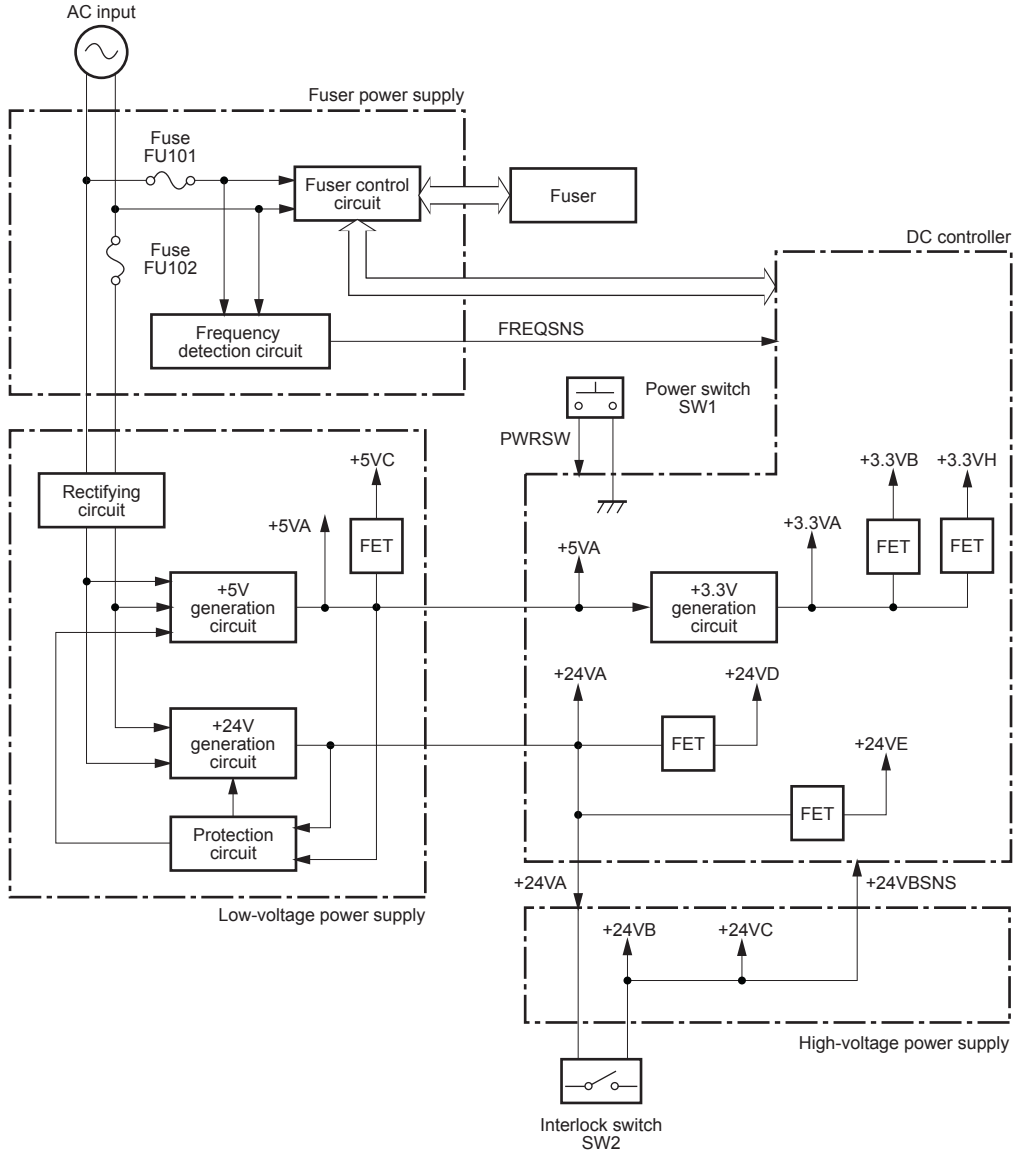 AC input
Fuser power supply
Fuse
FU101
Fuser control
circuit
Fuser
Fuse
FU102
DC controller
Frequency
detection circuit
FREQSNS
Power switch
SW1
PWRSW
Rectifying
circuit
+5VC
+5VA
FET
+5V
generation
circuit
+5VA
+3.3V
generation
circuit
+3.3VA
+3.3VB
+3.3VH
FET
FET
+24V
generation
circuit
+24VA
+24VD
FET
+24VE
FET
Protection
circuit
Low-voltage power supply
+24VA
+24VBSNS
+24VB
+24VC
High-voltage power supply
Interlock switch
SW2